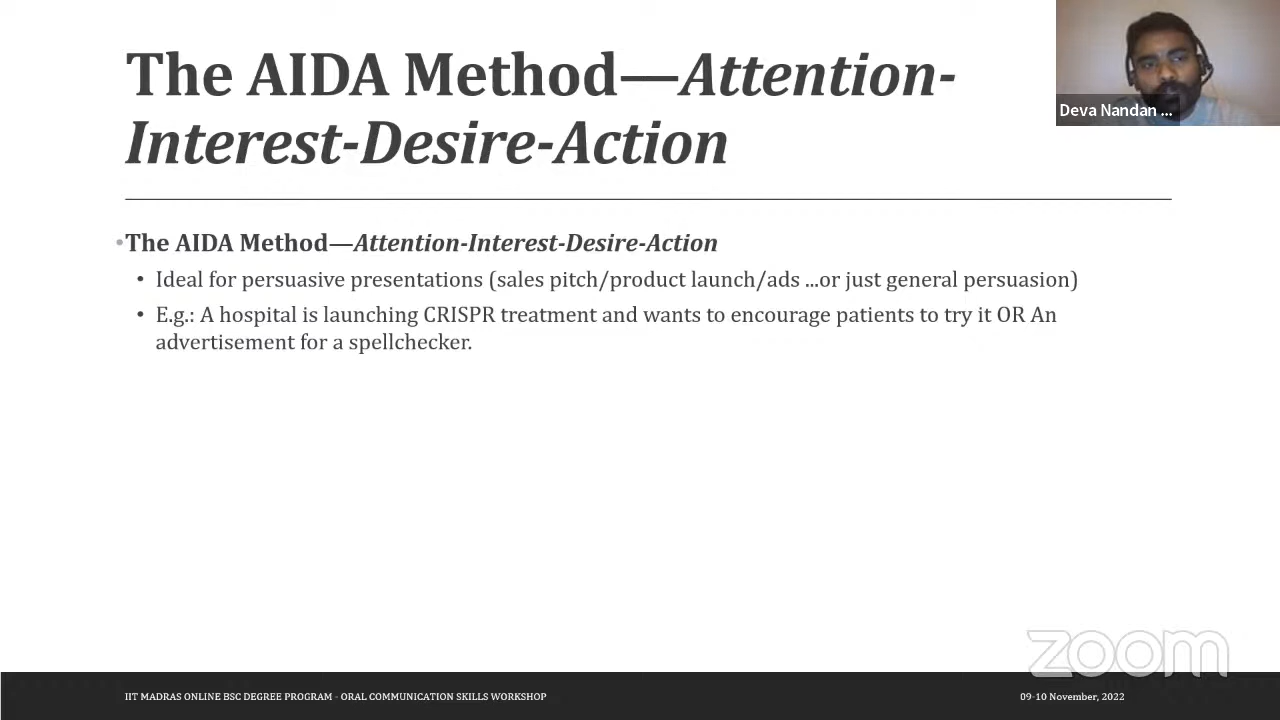 The AIDA Method—Attention-
Interest-Desire-Action
Deva Nandan ...
•The AIDA Method—Attention-Interest-Desire-Action
• Ideal for persuasive presentations (sales pitch/product launch/ads ...or just general persuasion)
• E.g.: A hospital is launching CRISPR treatment and wants to encourage patients to try it OR An
advertisement for a spellchecker.
zoom
IIT MADRAS ONLINE BSC DEGREE PROGRAM - ORAL COMMUNICATION SKILLS WORKSHOP
09-10 November, 2022